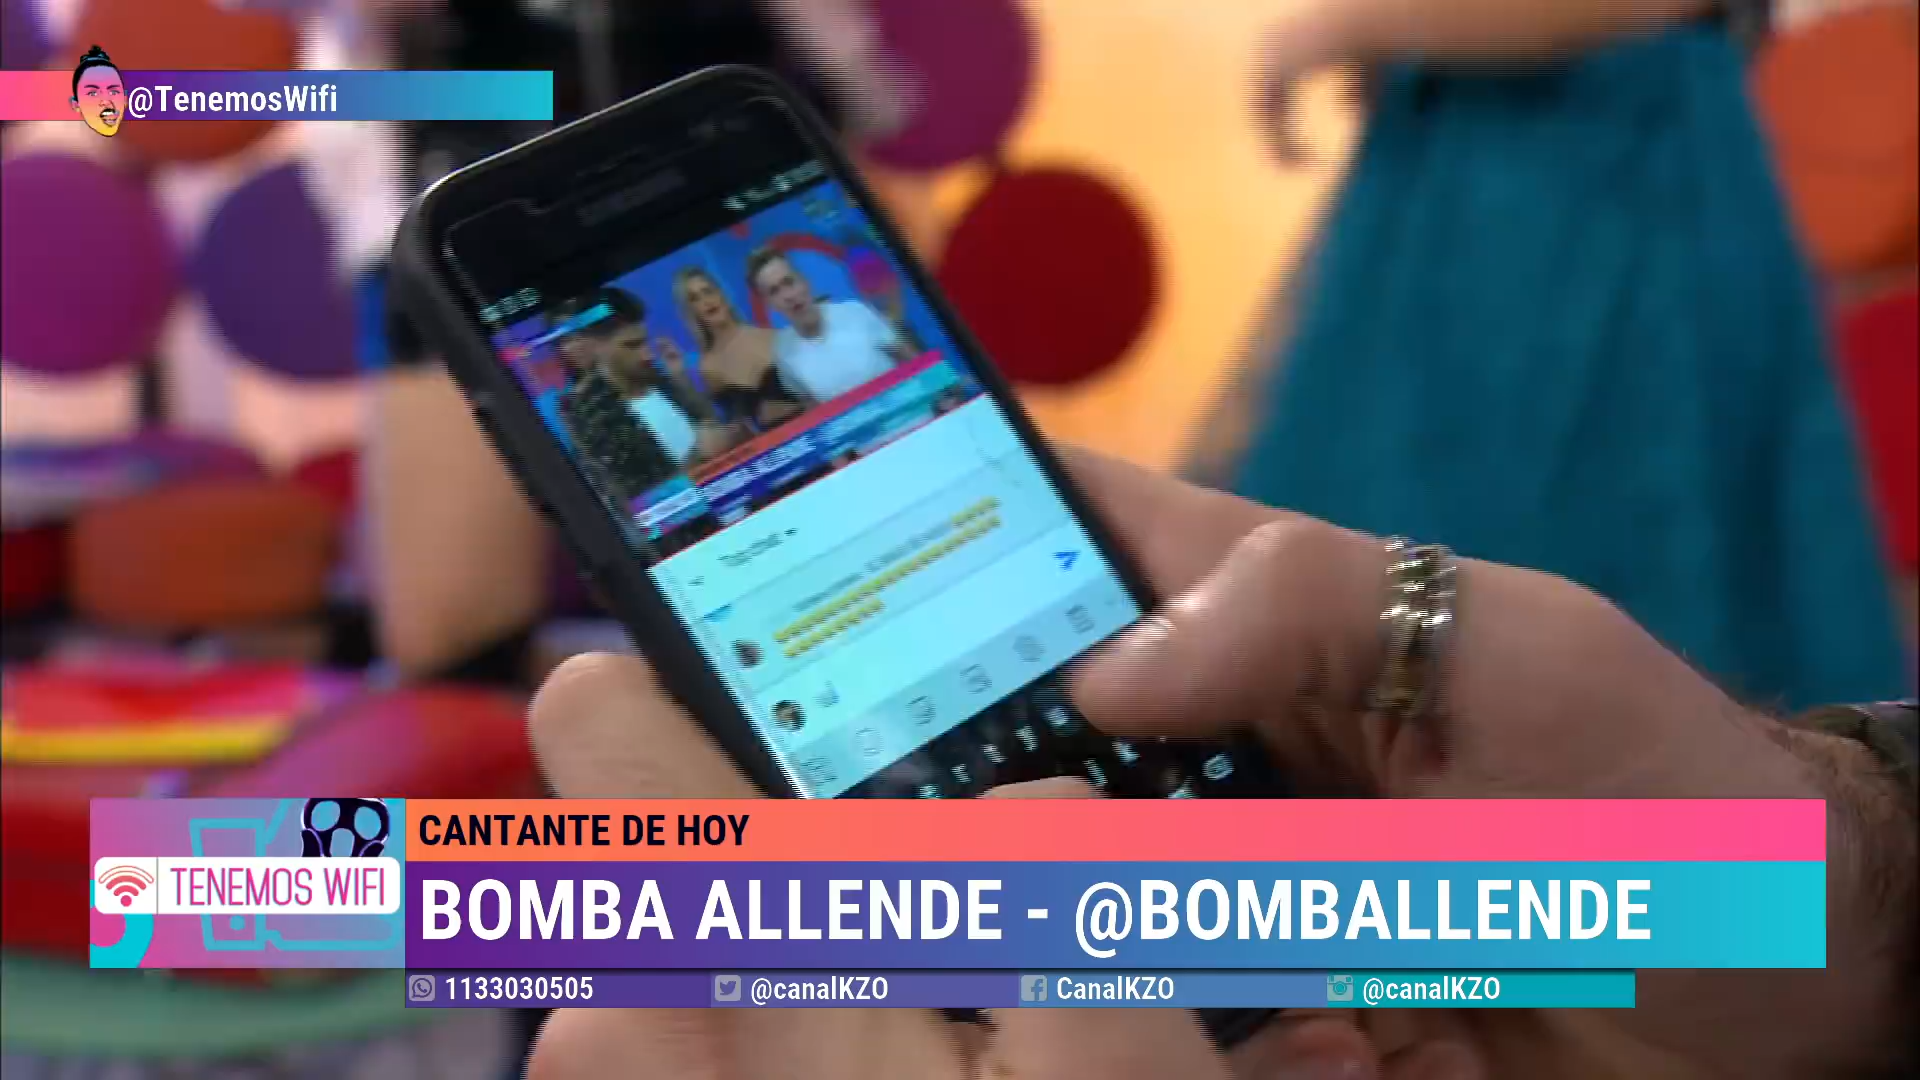 @TenemosWifi
CANTANTE DE HOY
TENEMOS WIFI
BOMBA ALLENDE - @BOMBALLENDE
1133030505
@canalKZO
CanalKZO
@canalKZO